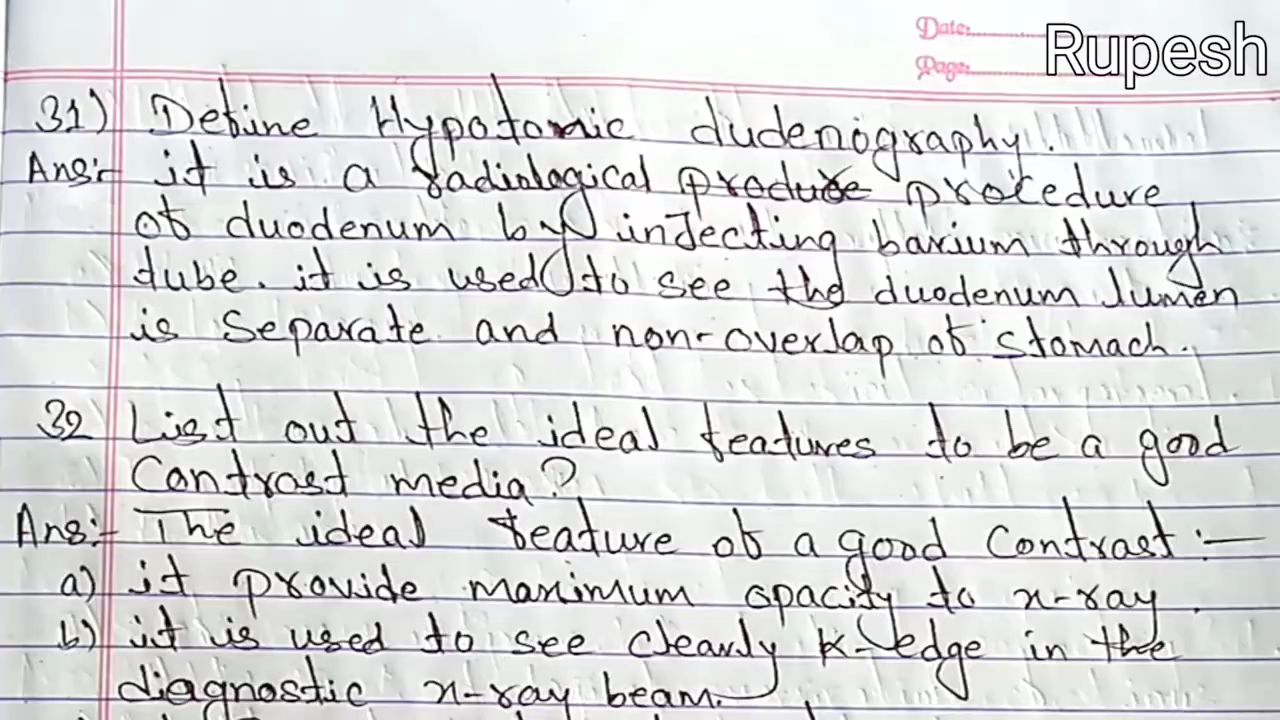 Date:
Page:
Rupesh
31) Define Hypotonic dudenography.
Ans:- it is a radiological produre procedure
of duodenum by injecting barium through
tube. it is used to see the duodenum lumen
is separate and non-overlap of stomach.
32 List out the ideal features to be a good
Contrast media?
Ans:- The ideal feature of a good contrast :-
a) it provide maximum opacity to x-ray.
b) it is used to see clearly K-edge in the
diagnostic x-ray beam.